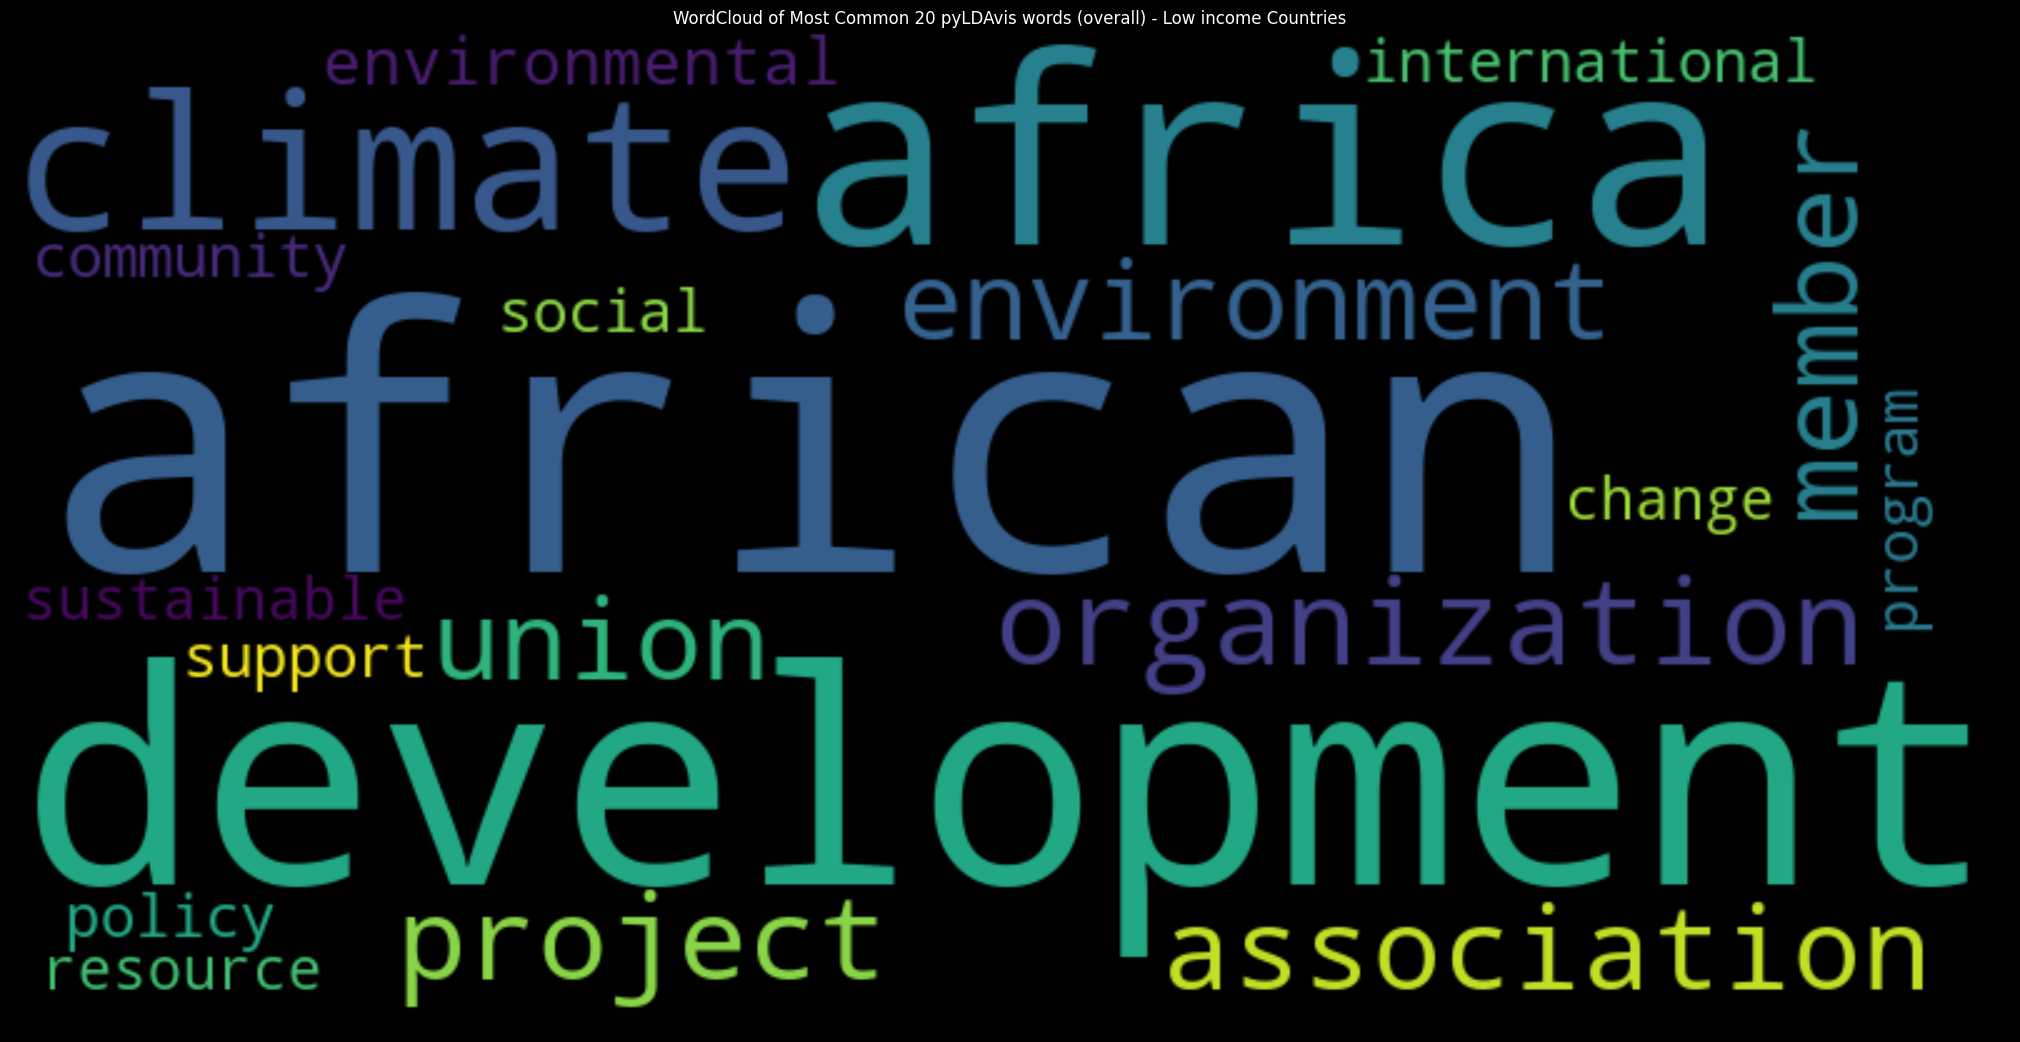 WordCloud of Most Common 20 pyLDAvis words (overall) - Low income Countries
environmental
international
climate
africa
member
community
social
environment
african
change
program
sustainable
union
organization
support
development
policy
project
association
resource